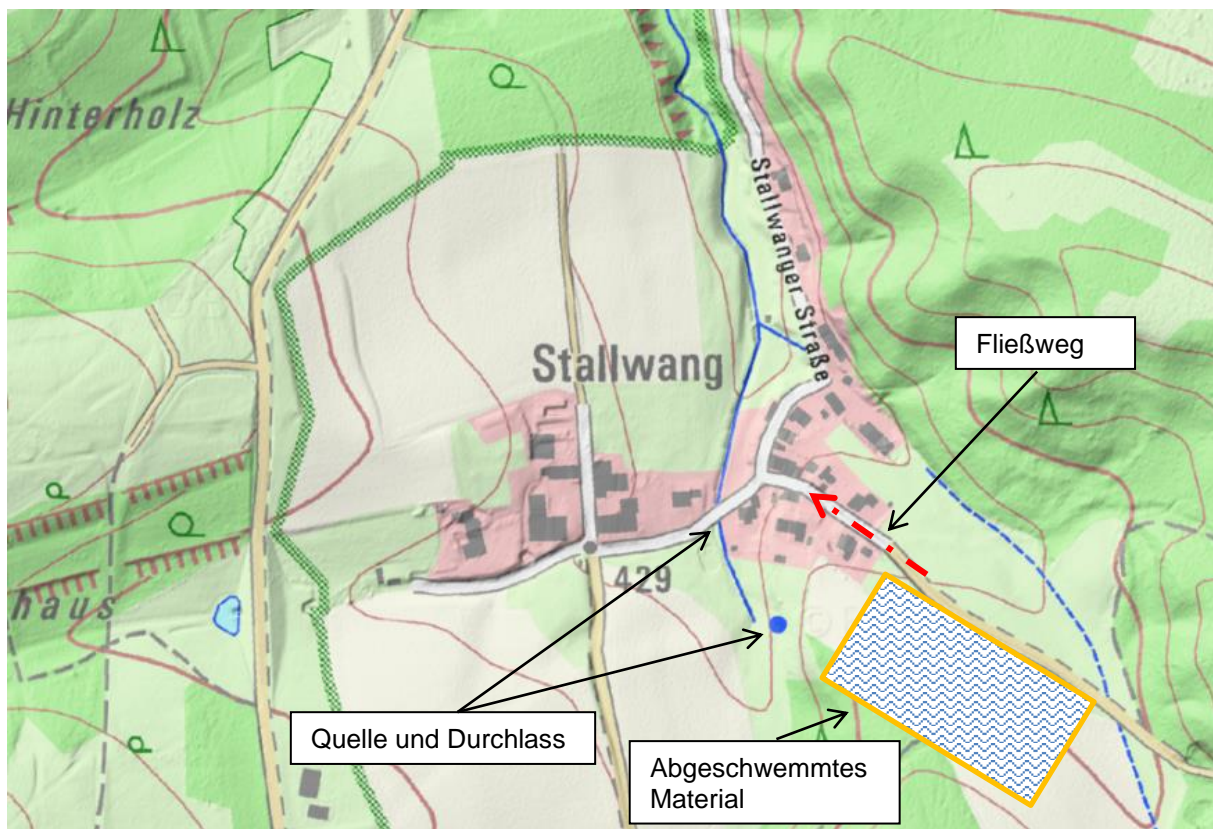 Hinterholz
Stallwanger Straße
Fließweg
Stallwang
429
haus
Quelle und Durchlass
Abgeschwemmtes
Material